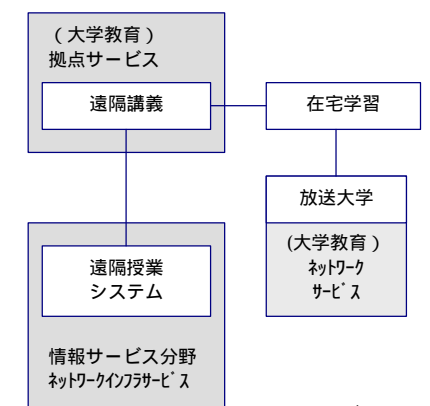 （大学教育）
拠点サービス
遠隔講義
在宅学習
放送大学
(大学教育）
ﾈｯﾄﾜｰｸ
ｻｰﾋﾞｽ
遠隔授業
システム
情報サービス分野
ﾈｯﾄﾜｰｸｲﾝﾌﾗｻｰﾋﾞｽ